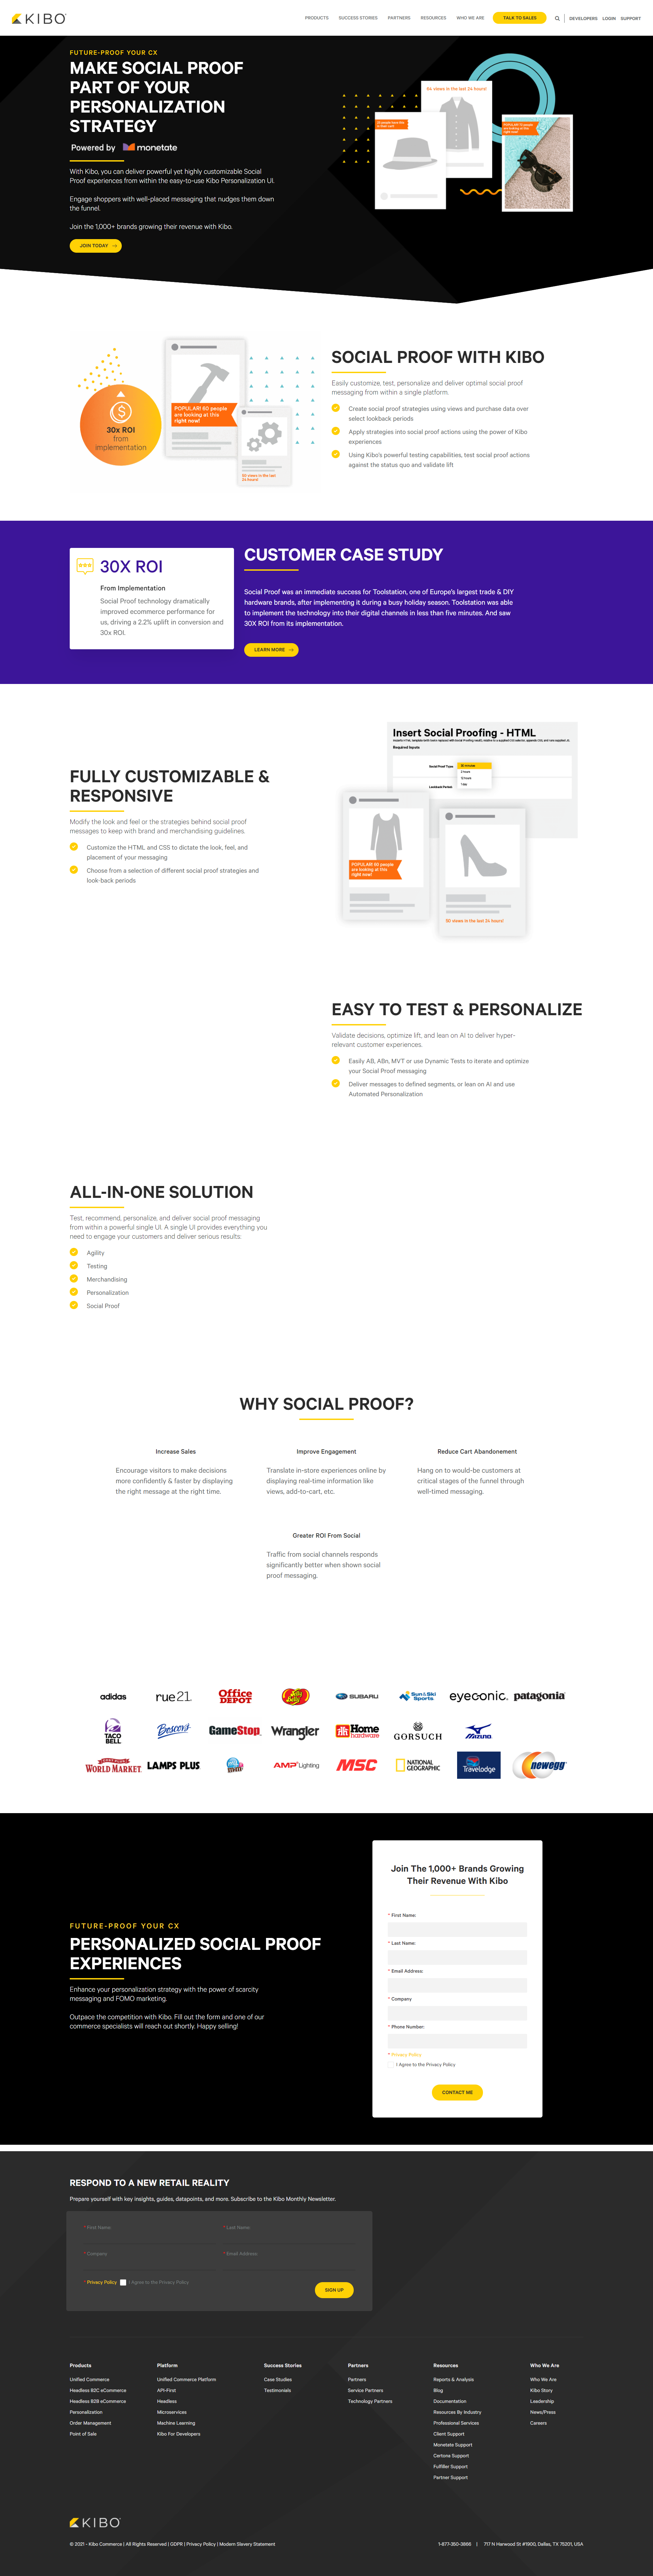 KIBO
PRODUCTS SUCCESS STORIES PARTNERS RESOURCES WHO WE ARE TALK TO SALES DEVELOPERS LOGIN SUPPORT
FUTURE-PROOF YOUR CX
MAKE SOCIAL PROOF
PART OF YOUR
PERSONALIZATION
STRATEGY
Powered by monetate
With Kibo, you can deliver powerful yet highly customizable Social
Proof experiences from within the easy-to-use Kibo Personalization UI.
Engage shoppers with well-placed messaging that nudges them down
the funnel.
Join the 1,000+ brands growing their revenue with Kibo.
JOIN TODAY
64 views in the last 24 hours!
30x ROI
from
implementation
POPULAR! 60 people
are looking at this
right now!
50 views in the last
24 hours!
SOCIAL PROOF WITH KIBO
Easily customize, test, personalize and deliver optimal social proof
messaging from within a single platform.
Create social proof strategies using views and purchase data over
select lookback periods
Apply strategies into social proof actions using the power of Kibo
experiences
Using Kibo's powerful testing capabilities, test social proof actions
against the status quo and validate lift
30X ROI
From Implementation
Social Proof technology dramatically
improved ecommerce performance for
us, driving a 2.2% uplift in conversion and
30x ROI.
CUSTOMER CASE STUDY
Social Proof was an immediate success for Toolstation, one of Europe's largest trade & DIY
hardware brands, after implementing it during a busy holiday season. Toolstation was able
to implement the technology into their digital channels in less than five minutes. And saw
30X ROI from its implementation.
LEARN MORE
FULLY CUSTOMIZABLE &
RESPONSIVE
Modify the look and feel or the strategies behind social proof
messages to keep with brand and merchandising guidelines.
Customize the HTML and CSS to dictate the look, feel, and
placement of your messaging
Choose from a selection of different social proof strategies and
look-back periods
Insert Social Proofing - HTML
Required Inputs
Social Proof Type
Lookback Period
POPULAR! 60 people
are looking at this
right now!
50 views in the last 24 hours!
EASY TO TEST & PERSONALIZE
Validate decisions, optimize lift, and lean on AI to deliver hyper-
relevant customer experiences.
Easily AB, ABn, MVT or use Dynamic Tests to iterate and optimize
your Social Proof messaging
Deliver messages to defined segments, or lean on AI and use
Automated Personalization
ALL-IN-ONE SOLUTION
Test, recommend, personalize, and deliver social proof messaging
from within a powerful single UI. A single UI provides everything you
need to engage your customers and deliver serious results:
Agility
Testing
Merchandising
Personalization
Social Proof
WHY SOCIAL PROOF?
Increase Sales
Encourage visitors to make decisions
more confidently & faster by displaying
the right message at the right time.
Improve Engagement
Translate in-store experiences online by
displaying real-time information like
views, add-to-cart, etc.
Reduce Cart Abandonement
Hang on to would-be customers at
critical stages of the funnel through
well-timed messaging.
Greater ROI From Social
Traffic from social channels responds
significantly better when shown social
proof messaging.
adidas rue21 Office DEPOT Jelly Belly SUBARU Sun & Ski Sports eyeconic patagonia
TACO BELL Boscov's GameStop Wrangler Home hardware GORSUCH MIZUNO
WORLD MARKET LAMPS PLUS AMP Lighting MSC NATIONAL GEOGRAPHIC Travelodge newegg
FUTURE-PROOF YOUR CX
PERSONALIZED SOCIAL PROOF
EXPERIENCES
Enhance your personalization strategy with the power of scarcity
messaging and FOMO marketing.
Outpace the competition with Kibo. Fill out the form and one of our
commerce specialists will reach out shortly. Happy selling!
Join The 1,000+ Brands Growing
Their Revenue With Kibo
* First Name:
* Last Name:
* Email Address:
* Company
* Phone Number:
* Privacy Policy
I Agree to the Privacy Policy
CONTACT ME
RESPOND TO A NEW RETAIL REALITY
Prepare yourself with key insights, guides, datapoints, and more. Subscribe to the Kibo Monthly Newsletter.
* First Name * Last Name
* Company * Email Address
* Privacy Policy I Agree to the Privacy Policy
SIGN UP
Products
Unified Commerce
Headless B2C eCommerce
Headless B2B eCommerce
Personalization
Order Management
Point of Sale
Platform
Unified Commerce Platform
API-First
Headless
Microservices
Machine Learning
Kibo For Developers
Success Stories
Case Studies
Testimonials
Partners
Partners
Service Partners
Technology Partners
Resources
Reports & Analysis
Blog
Documentation
Resources By Industry
Professional Services
Client Support
Monetate Support
Certona Support
Fulfiller Support
Partner Support
Who We Are
Who We Are
Kibo Story
Leadership
News/Press
Careers
KIBO
© 2021 - Kibo Commerce | All Rights Reserved | GDPR | Privacy Policy | Modern Slavery Statement
1-877-350-3866 | 717 N Harwood St #1900, Dallas, TX 75201, USA